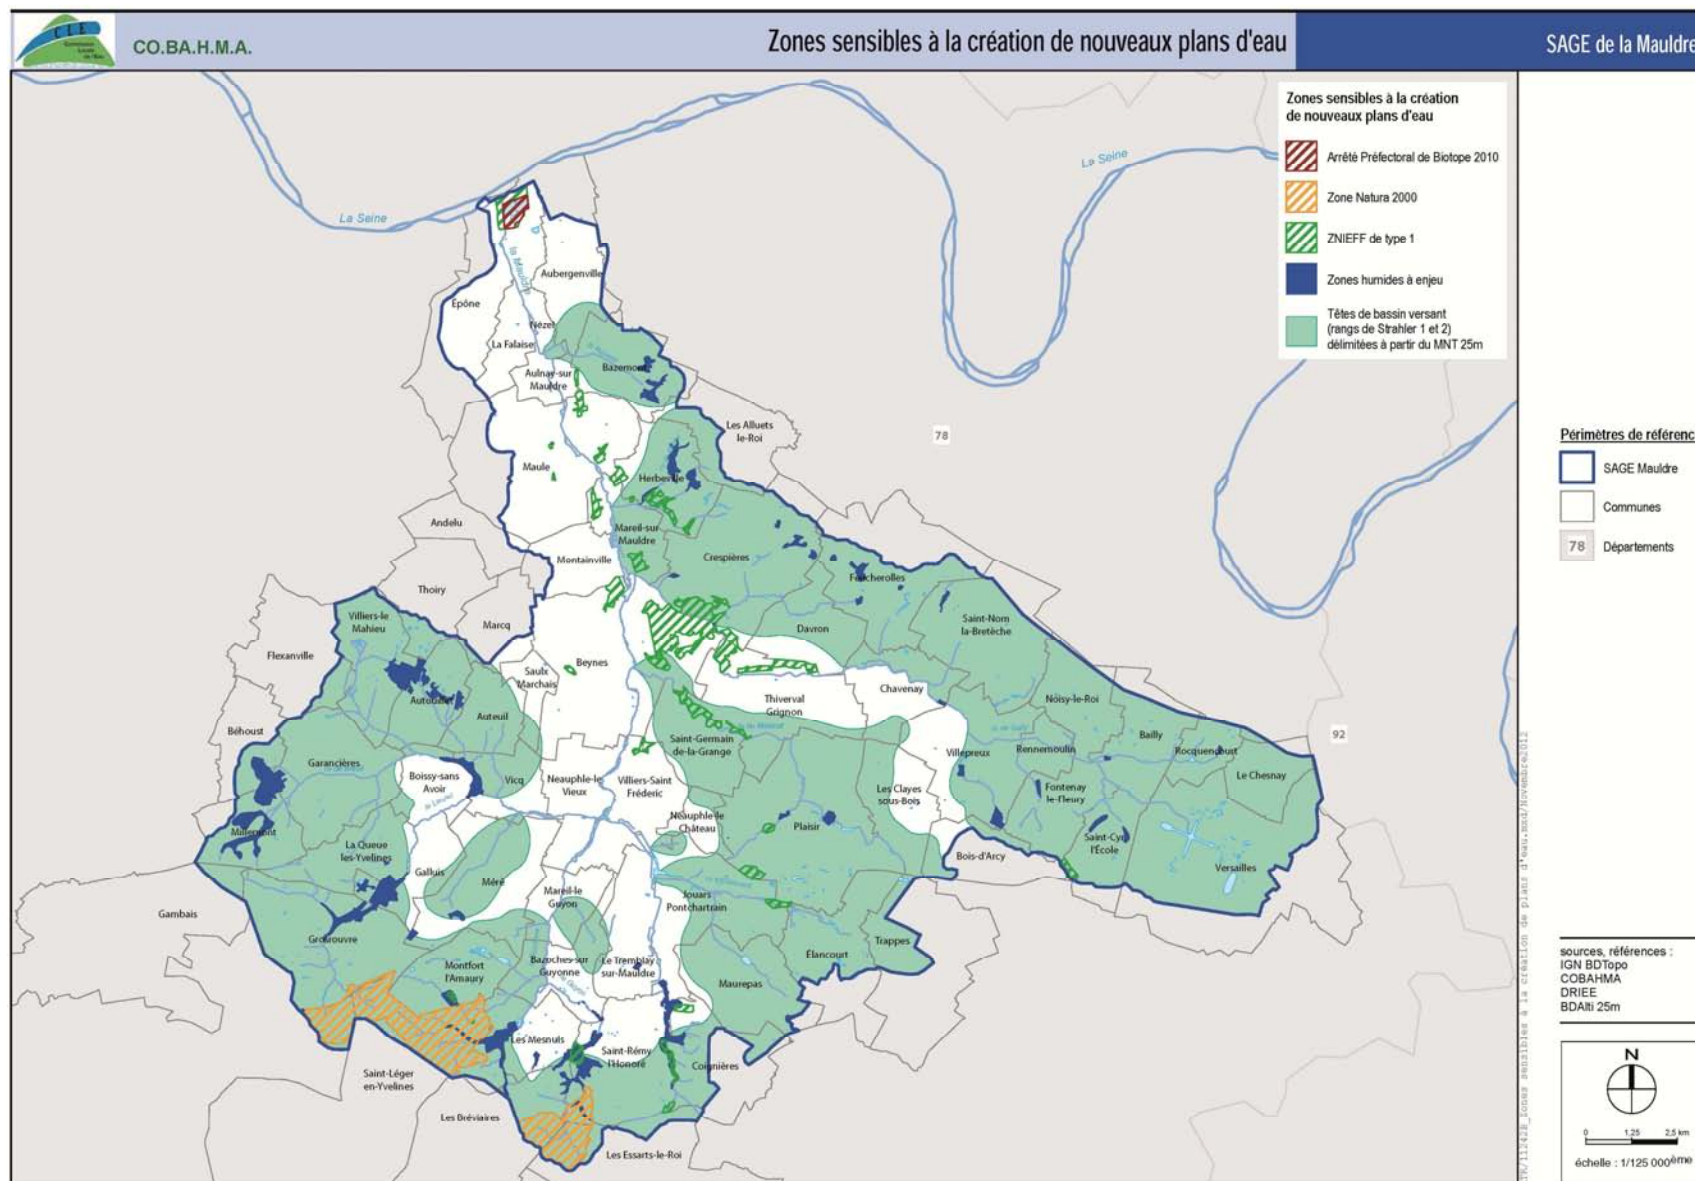 CLE
Commission
Locale
de l'Eau
CO.BA.H.M.A.
Zones sensibles à la création de nouveaux plans d'eau
SAGE de la Mauldre
Zones sensibles à la création
de nouveaux plans d'eau
Arrêté Préfectoral de Biotope 2010
Zone Natura 2000
ZNIEFF de type 1
Zones humides à enjeu
Têtes de bassin versant
(rangs de Strahler 1 et 2)
délimitées à partir du MNT 25m
Périmètres de référenc
SAGE Mauldre
Communes
78
Départements
sources, références :
IGN BDTopo
COBAHMA
DRIEE
BDAlti 25m
N
0
1,25
2,5 km
échelle : 1/125 000ème
La Seine
La Seine
la Mauldre
Aubergenville
Épône
Nézel
La Falaise
Bazemont
Aulnay-sur
Mauldre
Les Alluets
le-Roi
78
Maule
Herbeville
Andelu
Mareil-sur
Mauldre
Crespières
Montainville
Feucherolles
Thoiry
Villiers-le
Mahieu
Marcq
Davron
Saint-Nom
la-Bretèche
Flexanville
Saulx
Marchais
Beynes
Autouillet
Auteuil
Thiverval
Grignon
Chavenay
Noisy-le-Roi
Béhoust
Saint-Germain
de-la-Grange
Bailly
92
Garancières
Villepreux
Rennemoulin
Rocquencourt
Boissy-sans
Avoir
Vicq
Neauphle-le
Vieux
Villiers-Saint
Fréderic
Le Chesnay
Les Clayes
sous-Bois
Fontenay
le-Fleury
Neauphle-le
Château
Plaisir
Millemont
Saint-Cyr
l'École
La Queue
les-Yvelines
Bois-d'Arcy
Versailles
Galluis
Méré
Mareil-le
Guyon
Jouars
Pontchartrain
Gambais
Grosrouvre
Élancourt
Trappes
Montfort
l'Amaury
Bazoches-sur
Guyonne
Le Tremblay
sur-Mauldre
Maurepas
Les Mesnuls
Saint-Rémy
l'Honoré
Coignières
Saint-Léger
en-Yvelines
Les Bréviaires
Les Essarts-le-Roi